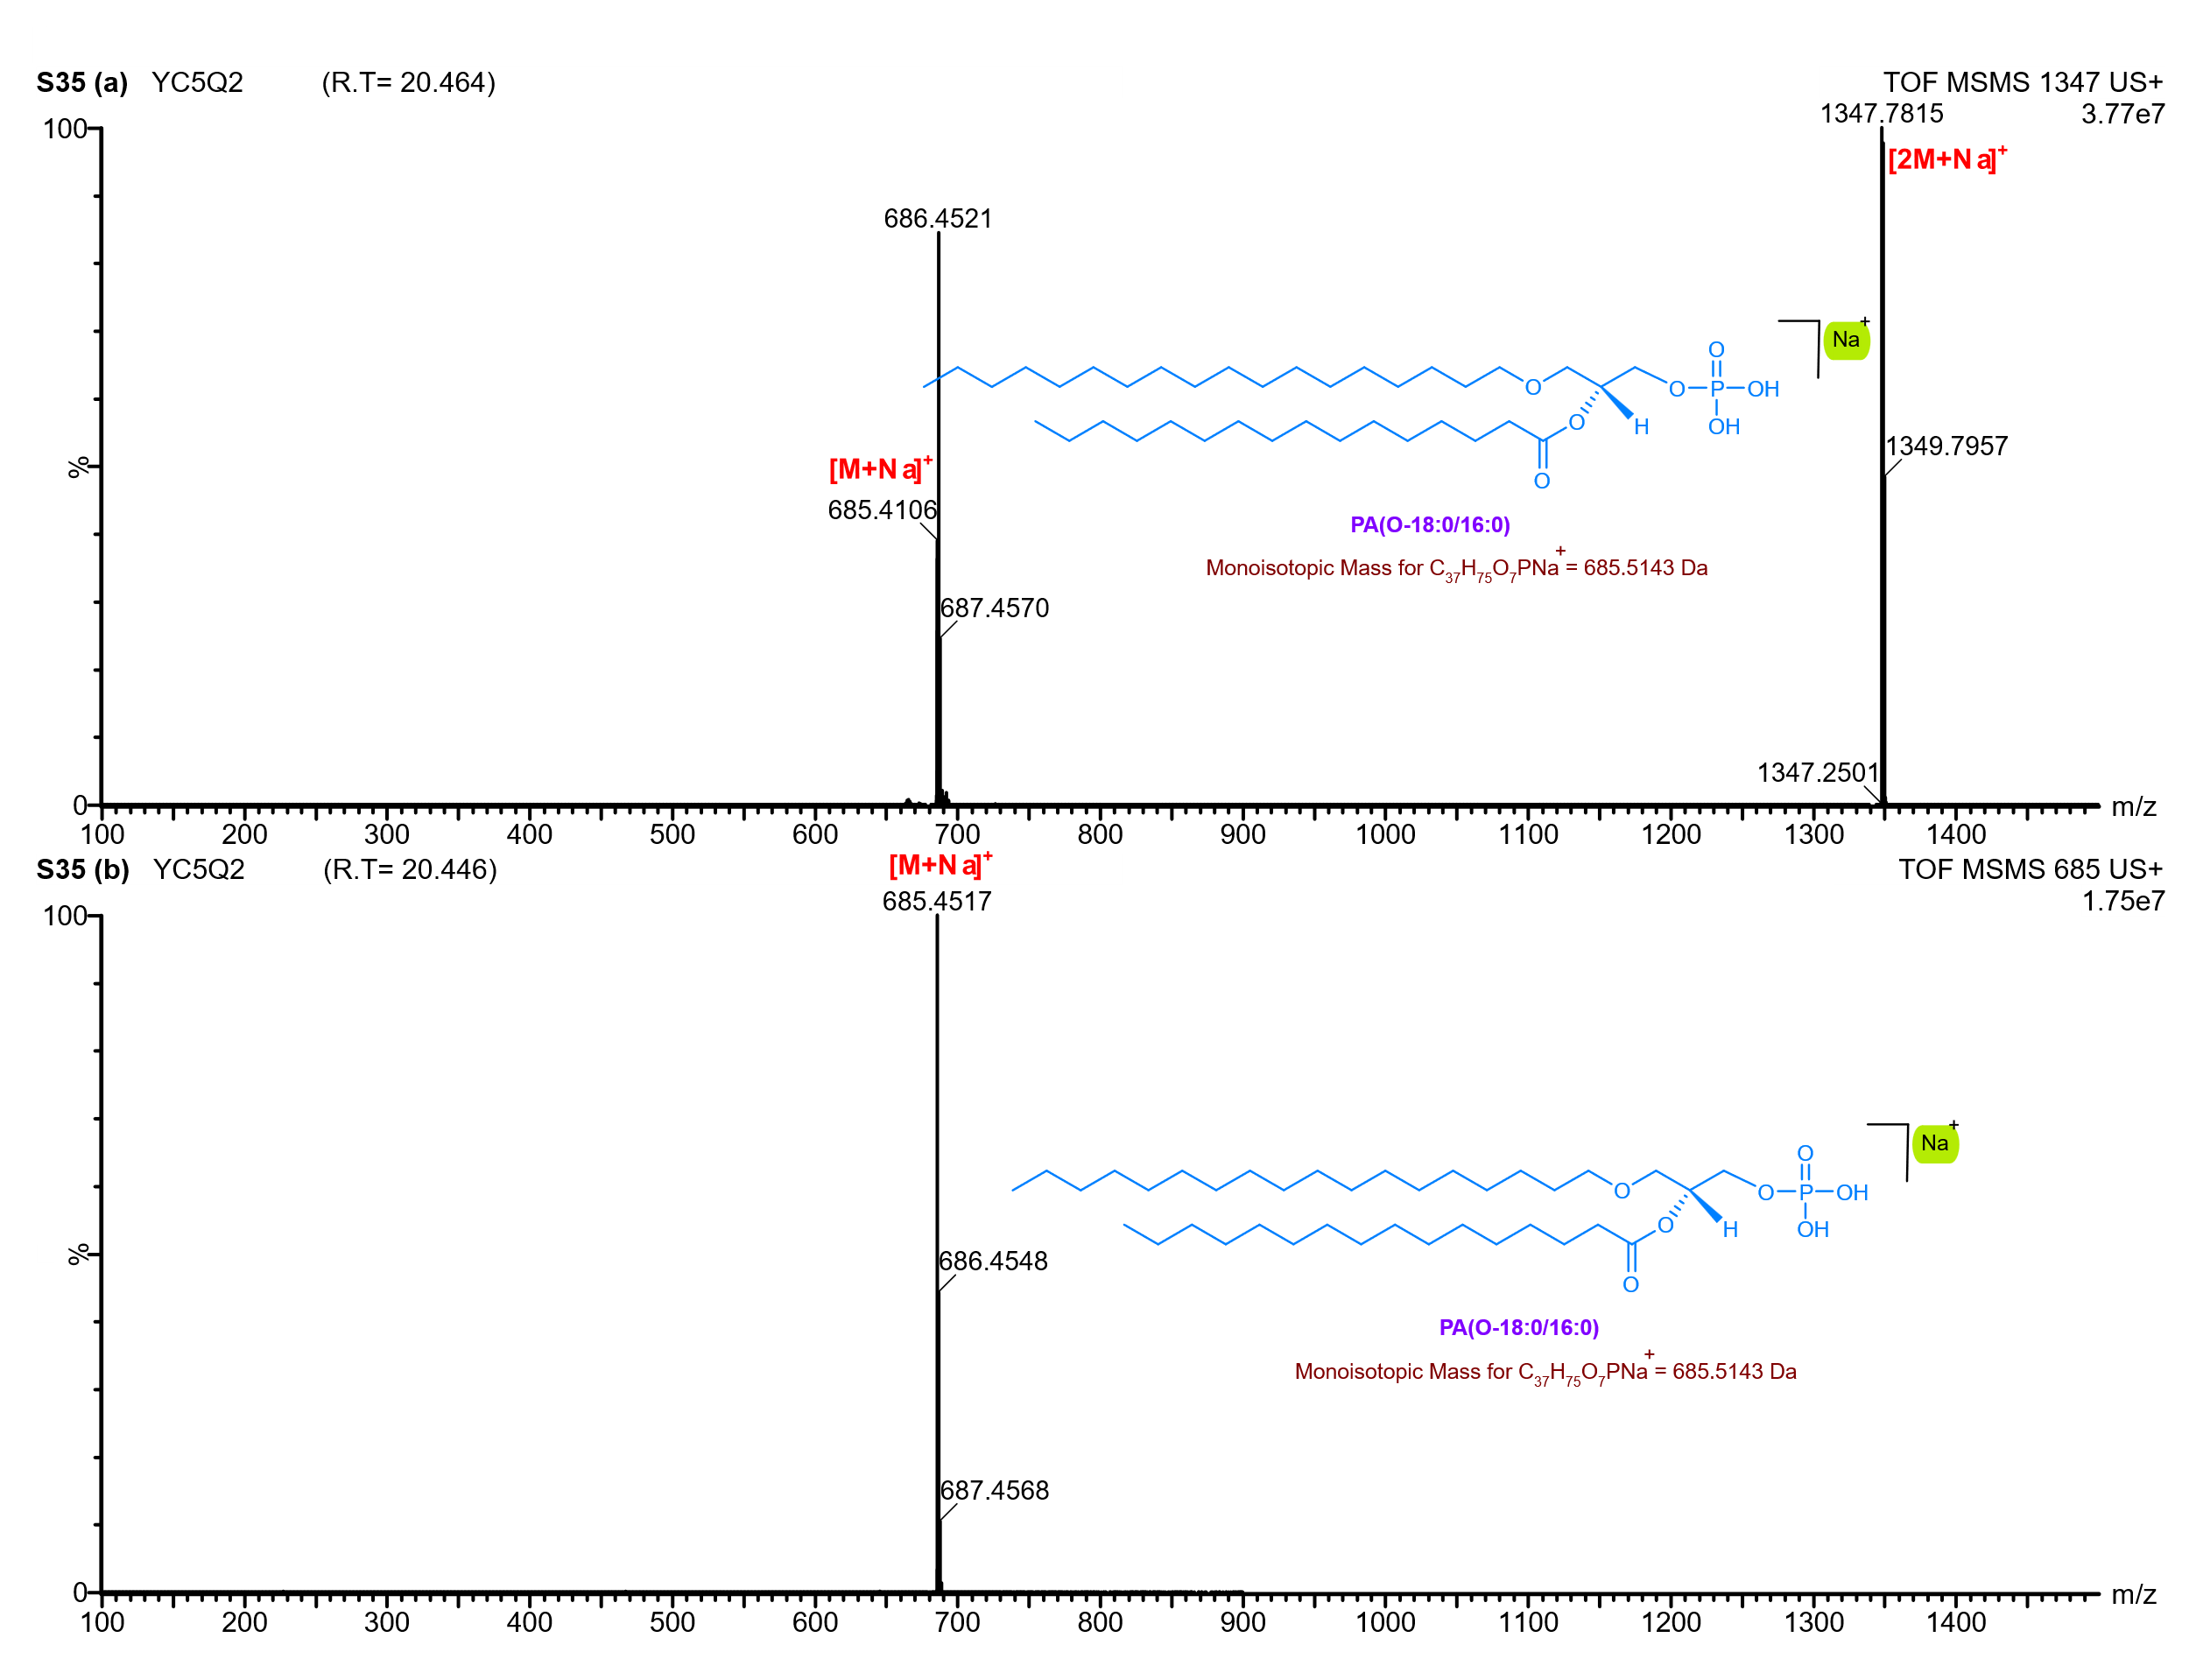 S35 (a) YC5Q2 (R.T= 20.464) TOF MSMS 1347 US+
3.77e7
1347.7815
100
[2M+Na]+
686.4521
Na+
O
O O P OH
O H OH
O
[M+Na]+
%
1349.7957
685.4106
PA(O-18:0/16:0)
Monoisotopic Mass for C37H75O7PNa+= 685.5143 Da
687.4570
1347.2501
0
m/z
100 200 300 400 500 600 700 800 900 1000 1100 1200 1300 1400
S35 (b) YC5Q2 (R.T= 20.446) TOF MSMS 685 US+
[M+Na]+
685.4517
1.75e7
100
Na+
O
O O P OH
O H OH
O
%
686.4548
PA(O-18:0/16:0)
Monoisotopic Mass for C37H75O7PNa+= 685.5143 Da
687.4568
0
m/z
100 200 300 400 500 600 700 800 900 1000 1100 1200 1300 1400